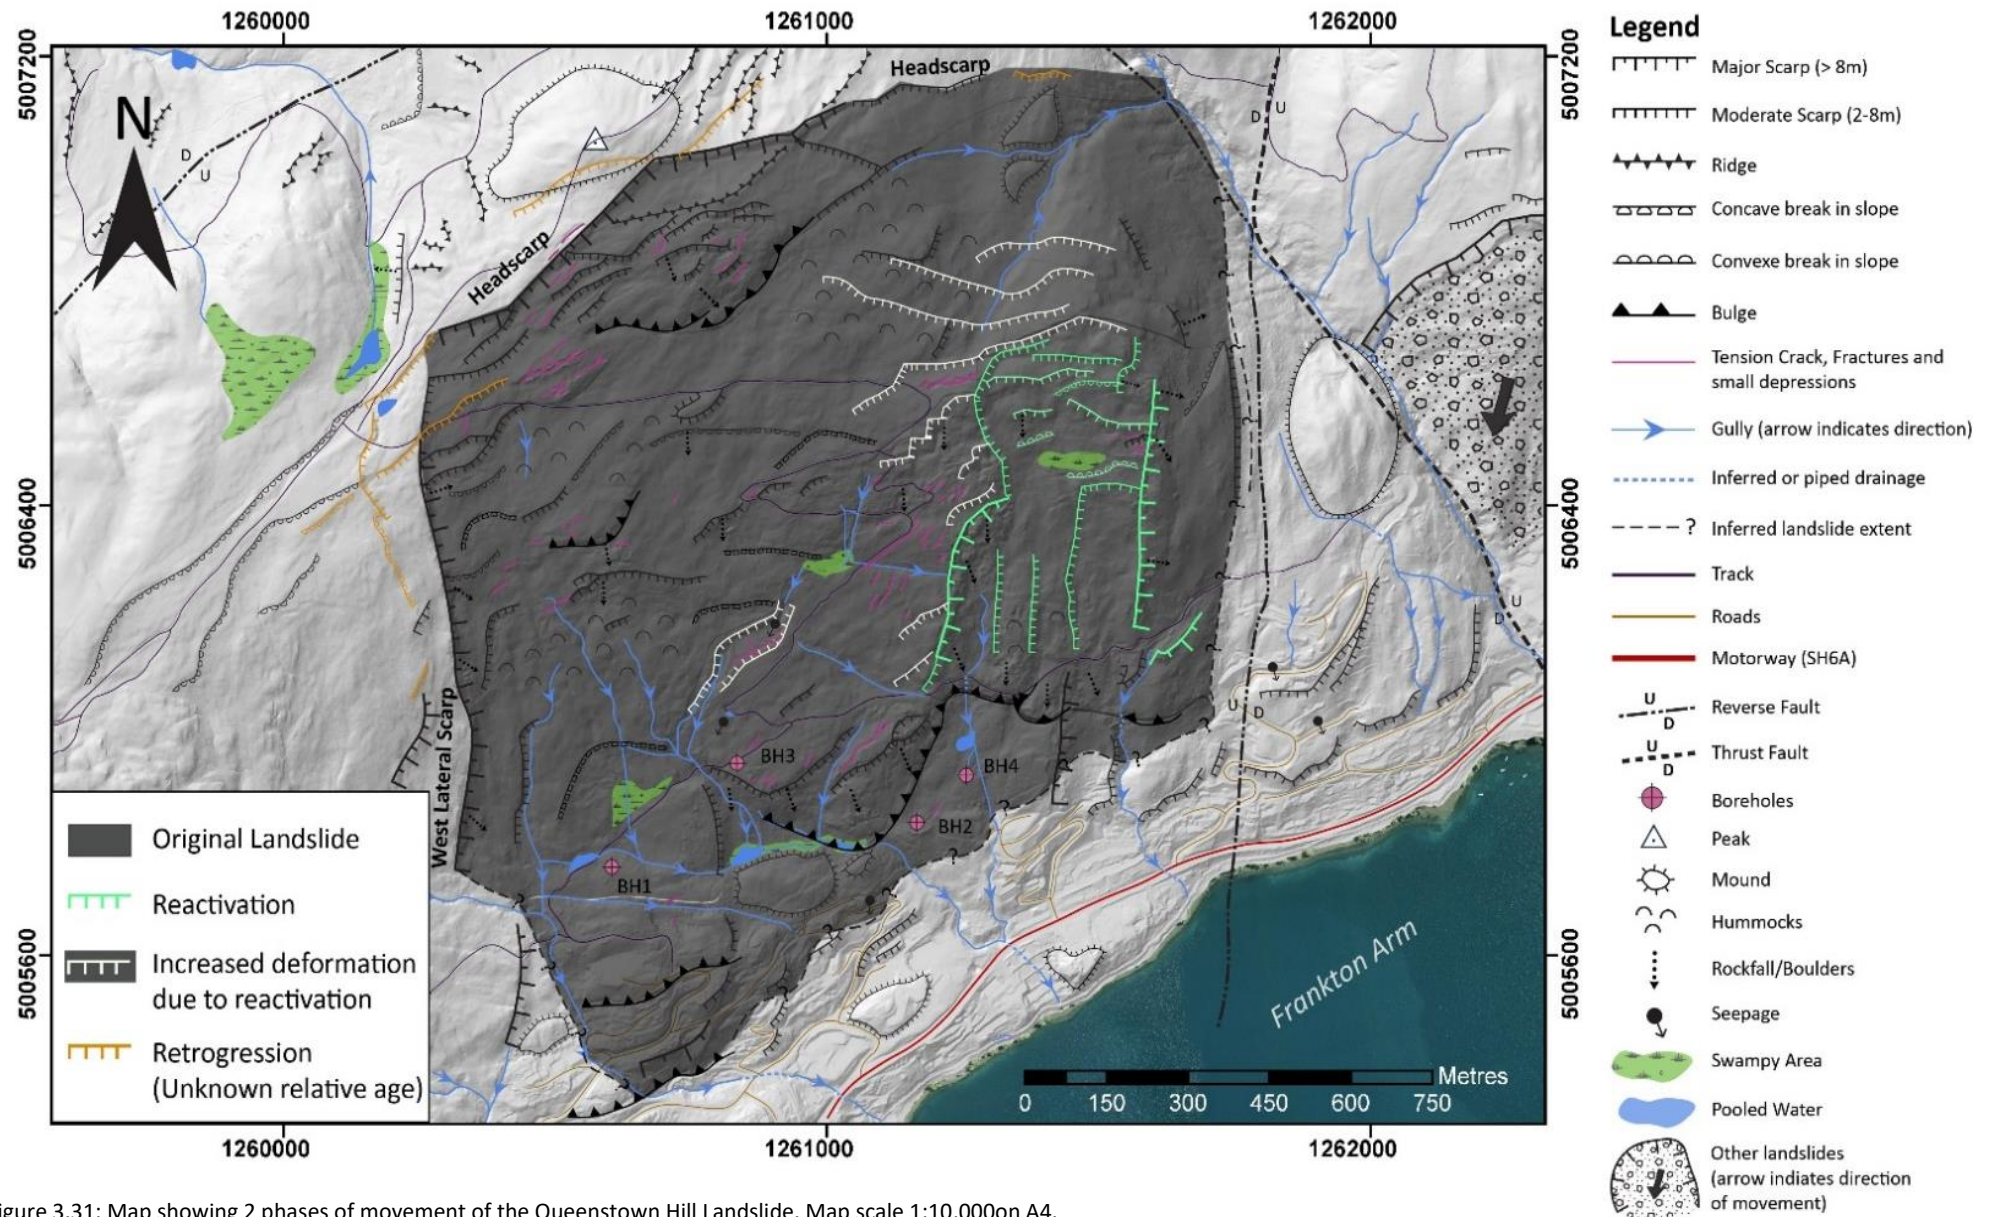 1260000
1261000
1262000
5007200
5007200
N
Headscarp
Headscarp
D
U
D
U
5006400
5006400
West Lateral Scarp
BH3
BH4
BH2
BH1
U
D
U
D
?
5005600
5005600
Frankton Arm
Metres
0 150 300 450 600 750
Original Landslide
Reactivation
Increased deformation
due to reactivation
Retrogression
(Unknown relative age)
1260000
1261000
1262000
Legend
Major Scarp (> 8m)
Moderate Scarp (2-8m)
Ridge
Concave break in slope
Convexe break in slope
Bulge
Tension Crack, Fractures and
small depressions
Gully (arrow indicates direction)
Inferred or piped drainage
? Inferred landslide extent
Track
Roads
Motorway (SH6A)
U
D
Reverse Fault
U
D
Thrust Fault
Boreholes
Peak
Mound
Hummocks
Rockfall/Boulders
Seepage
Swampy Area
Pooled Water
Other landslides
(arrow indiates direction
of movement)
igure 3.31: Map showing 2 phases of movement of the Queenstown Hill Landslide. Map scale 1:10,000on A4.